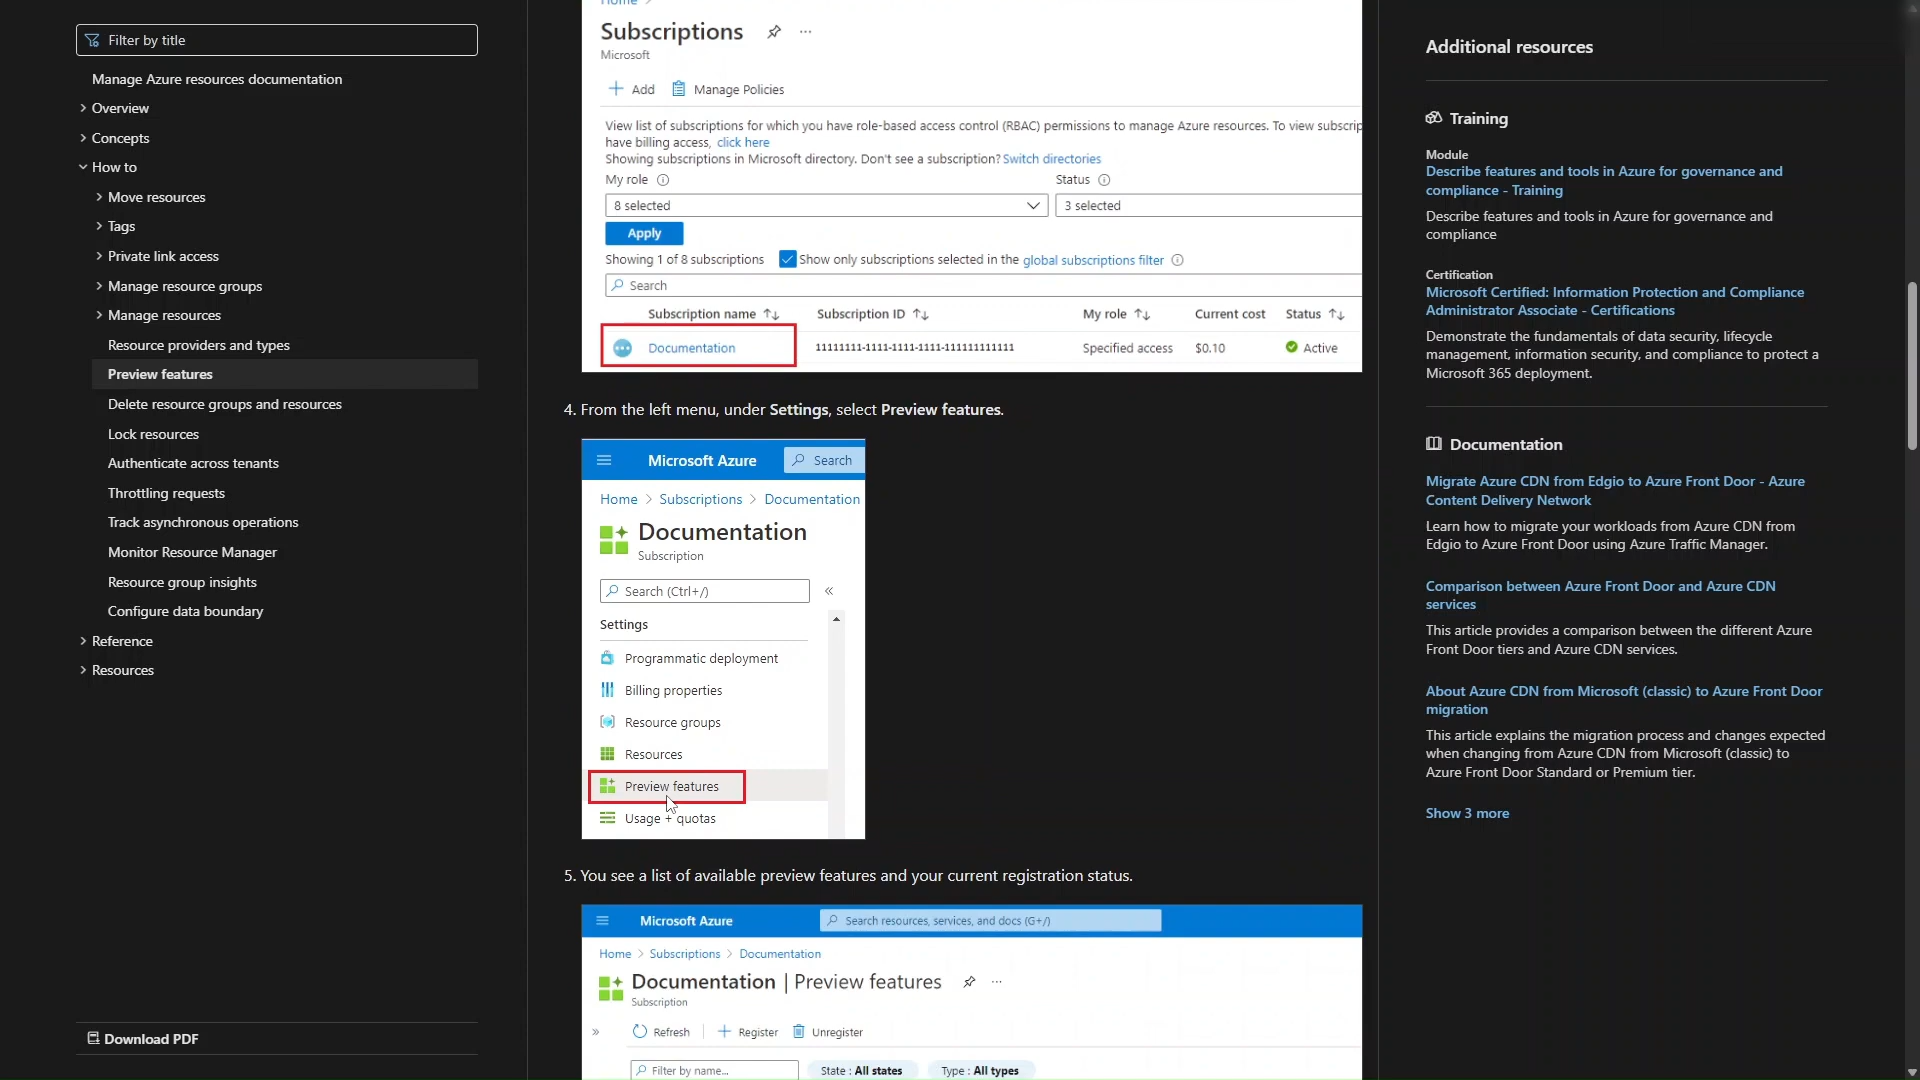 Filter by title
Manage Azure resources documentation
Overview
Concepts
How to
Move resources
Tags
Private link access
Manage resource groups
Manage resources
Resource providers and types
Preview features
Delete resource groups and resources
Lock resources
Authenticate across tenants
Throttling requests
Track asynchronous operations
Monitor Resource Manager
Resource group insights
Configure data boundary
Reference
Resources
Download PDF
Home >
Subscriptions ...
Microsoft
+ Add Manage Policies
View list of subscriptions for which you have role-based access control (RBAC) permissions to manage Azure resources. To view subscrip
have billing access, click here
Showing subscriptions in Microsoft directory. Don't see a subscription? Switch directories
My role Status
8 selected 3 selected
Apply
Showing 1 of 8 subscriptions Show only subscriptions selected in the global subscriptions filter
Search
Subscription name ↑↓ Subscription ID ↑↓ My role ↑↓ Current cost Status ↑↓
Documentation 11111111-1111-1111-1111-111111111111 Specified access $0.10 Active
4. From the left menu, under Settings, select Preview features.
Microsoft Azure Search
Home > Subscriptions > Documentation
Documentation
Subscription
Search (Ctrl+/) «
Settings
Programmatic deployment
Billing properties
Resource groups
Resources
Preview features
Usage + quotas
5. You see a list of available preview features and your current registration status.
Microsoft Azure Search resources, services, and docs (G+/)
Home > Subscriptions > Documentation
Documentation | Preview features ...
Subscription
» Refresh + Register Unregister
Filter by name... State : All states Type : All types
Additional resources
Training
Module
Describe features and tools in Azure for governance and
compliance - Training
Describe features and tools in Azure for governance and
compliance
Certification
Microsoft Certified: Information Protection and Compliance
Administrator Associate - Certifications
Demonstrate the fundamentals of data security, lifecycle
management, information security, and compliance to protect a
Microsoft 365 deployment.
Documentation
Migrate Azure CDN from Edgio to Azure Front Door - Azure
Content Delivery Network
Learn how to migrate your workloads from Azure CDN from
Edgio to Azure Front Door using Azure Traffic Manager.
Comparison between Azure Front Door and Azure CDN
services
This article provides a comparison between the different Azure
Front Door tiers and Azure CDN services.
About Azure CDN from Microsoft (classic) to Azure Front Door
migration
This article explains the migration process and changes expected
when changing from Azure CDN from Microsoft (classic) to
Azure Front Door Standard or Premium tier.
Show 3 more